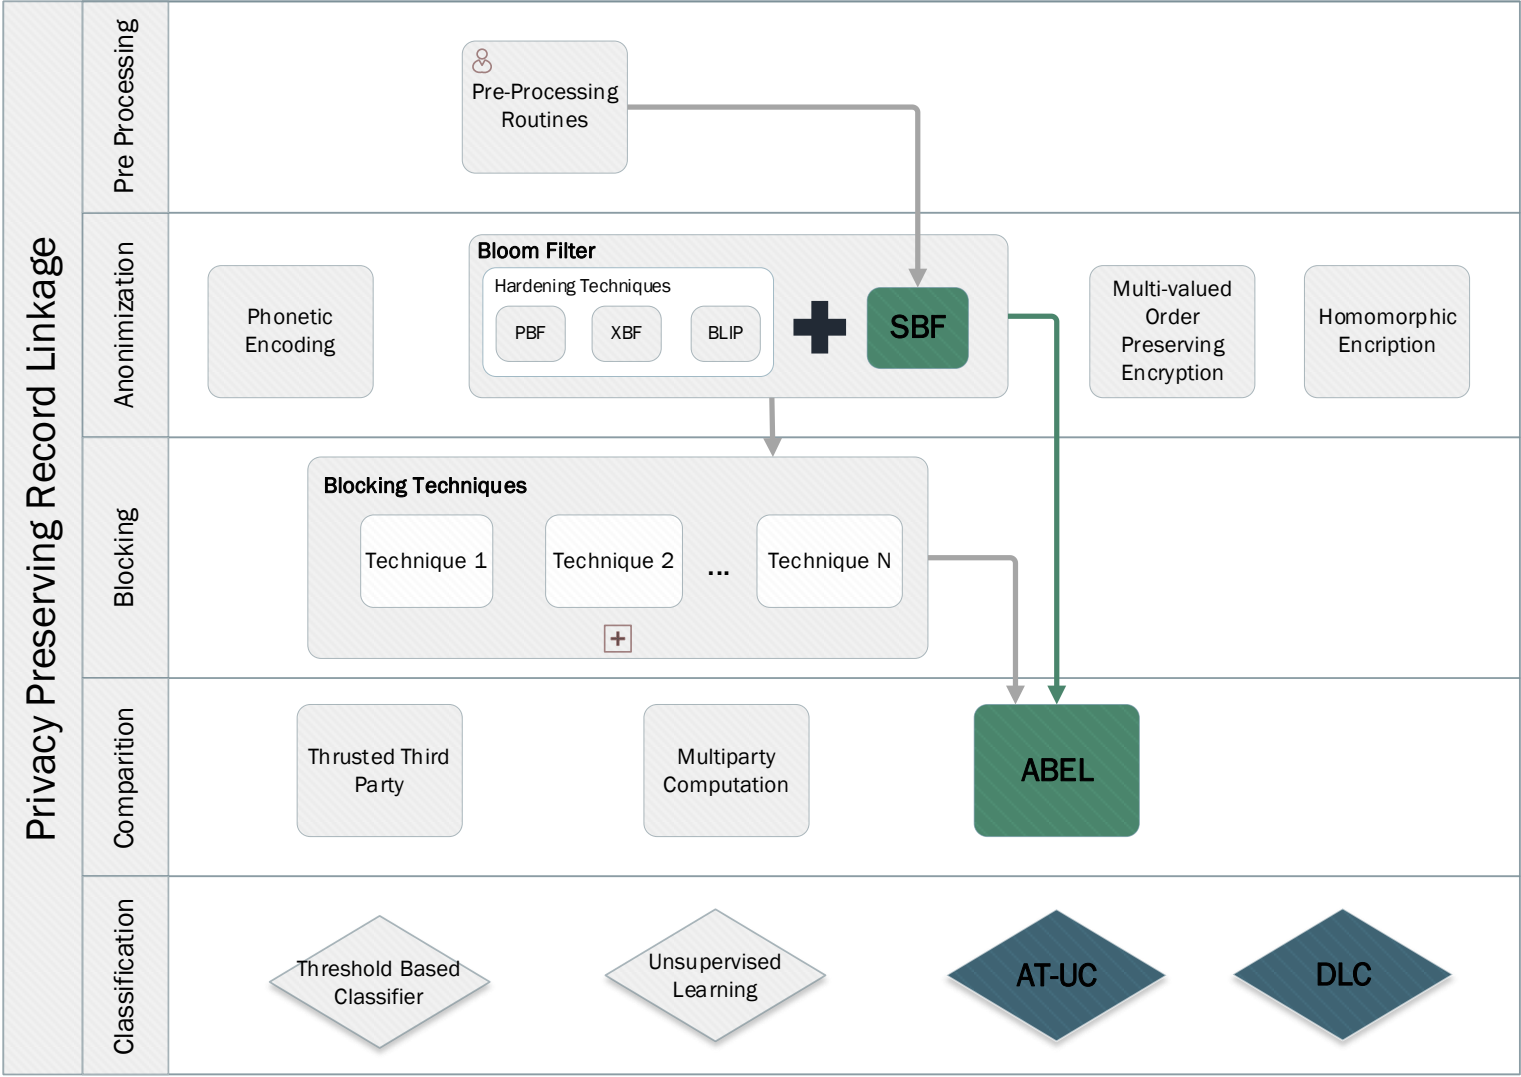 Privacy Preserving Record Linkage
Pre Processing
Pre-Processing
Routines
Anonimization
Phonetic
Encoding
Bloom Filter
Hardening Techniques
PBF
XBF
BLIP
SBF
Multi-valued
Order
Preserving
Encryption
Homomorphic
Encription
Blocking
Blocking Techniques
Technique 1
Technique 2
...
Technique N
Comparition
Thrusted Third
Party
Multiparty
Computation
ABEL
Classification
Threshold Based
Classifier
Unsupervised
Learning
AT-UC
DLC